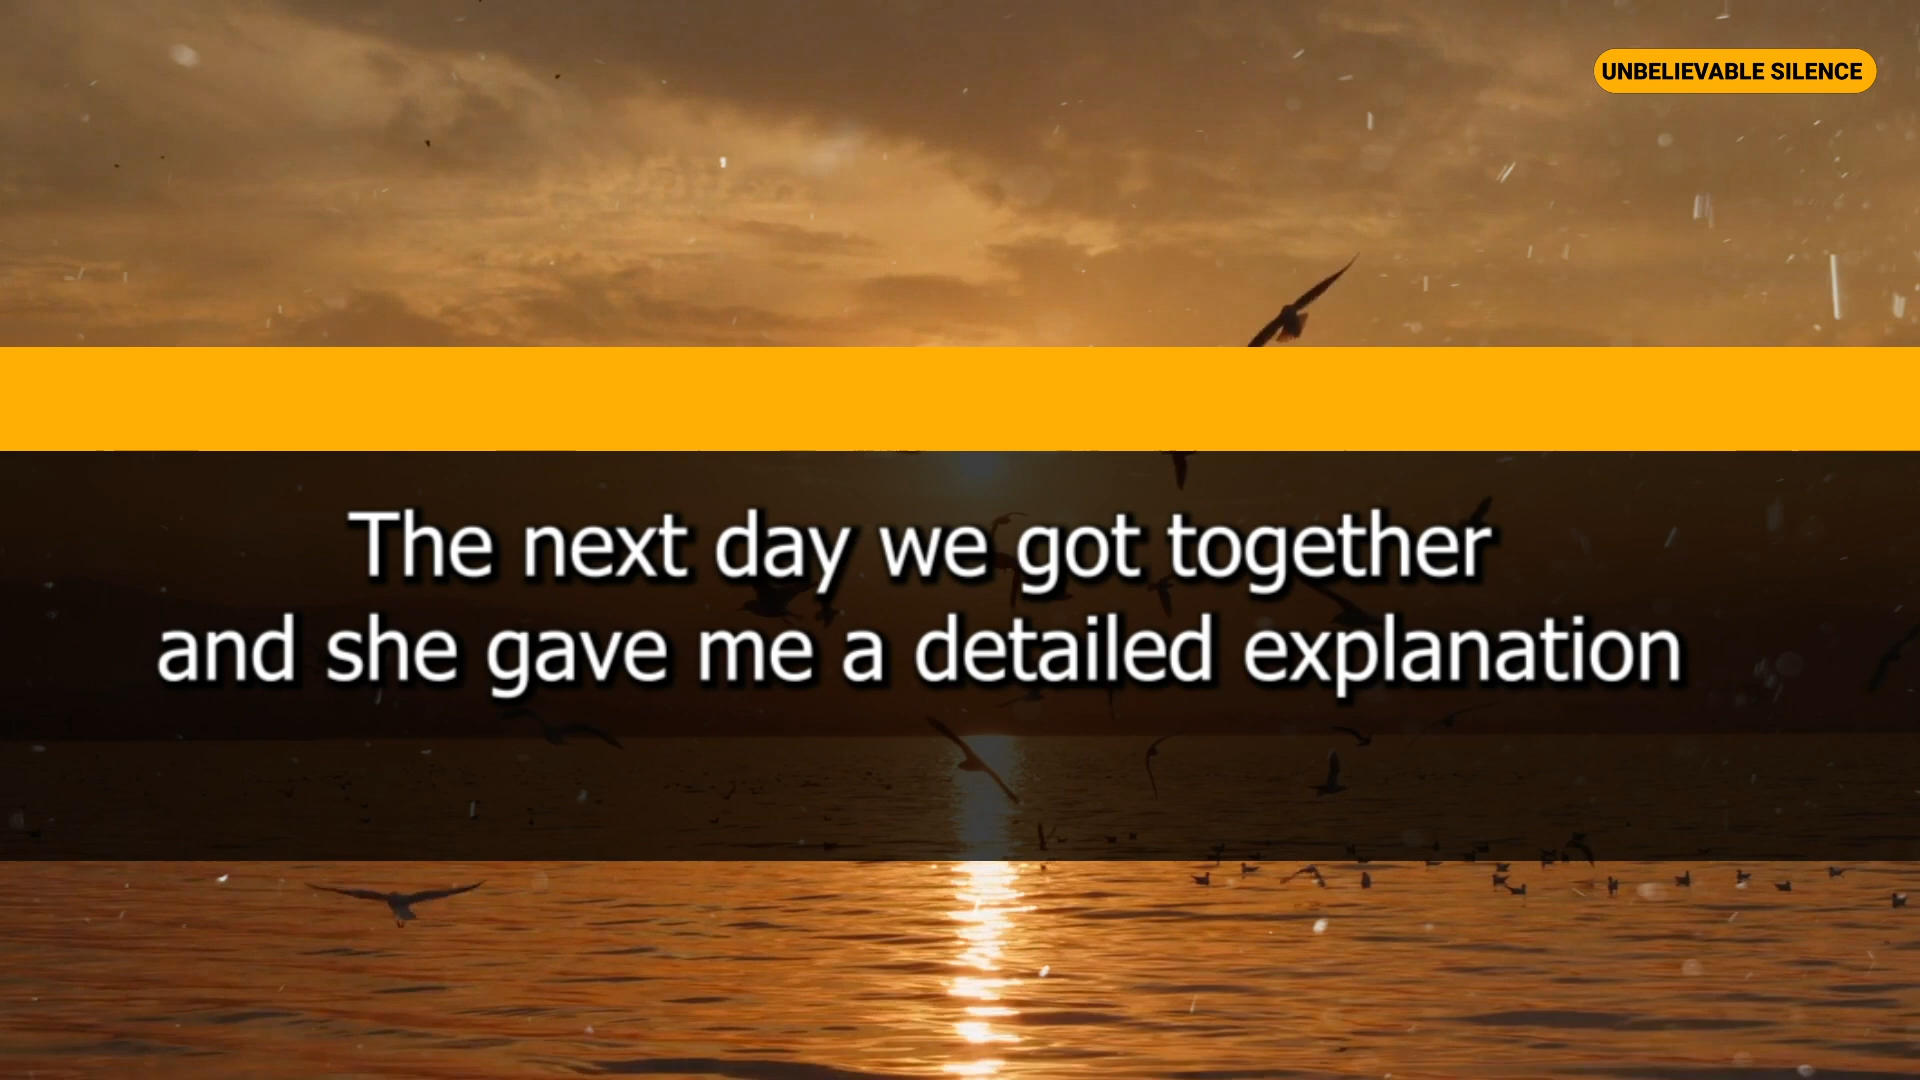 UNBELIEVABLE SILENCE
The next day we got together
and she gave me a detailed explanation